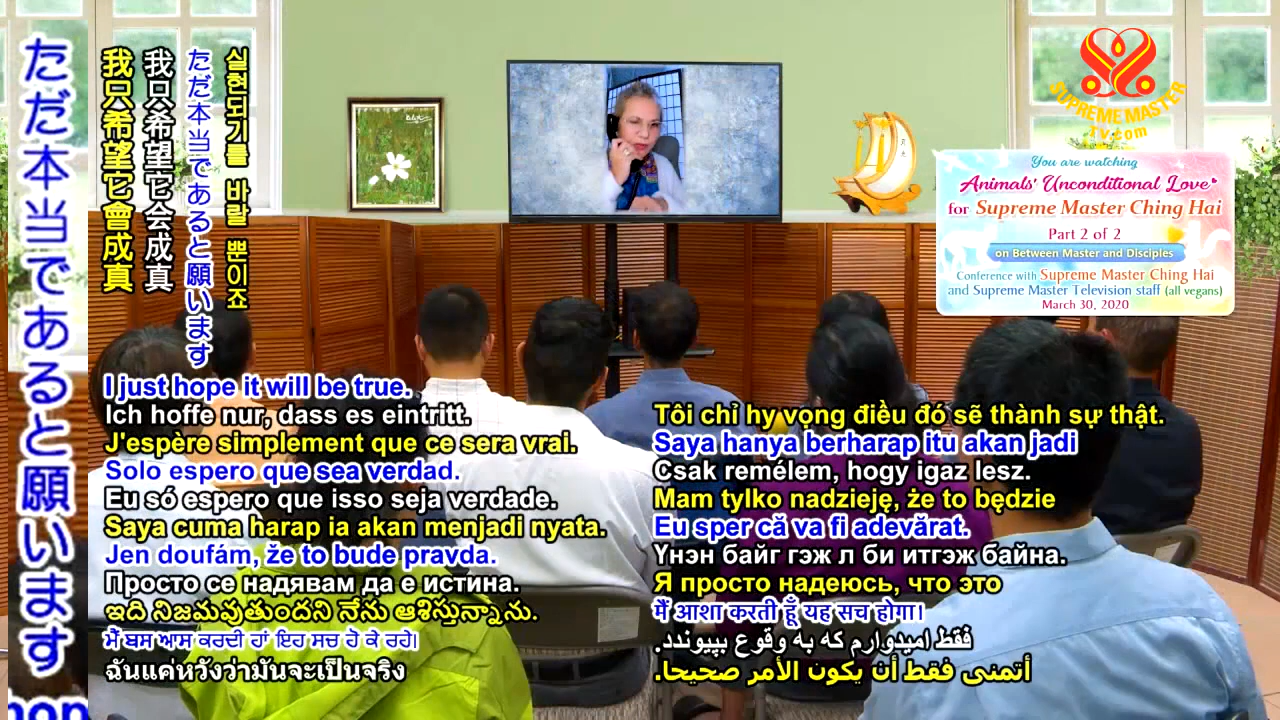 ただ本当であると願います
我只希望它會成真
我只希望它会成真
ただ本当であると願います
실현되기를 바랄 뿐이죠
SUPREME MASTER
TV.com
You are watching
Animals' Unconditional Love
for Supreme Master Ching Hai
Part 2 of 2
on Between Master and Disciples
Conference with Supreme Master Ching Hai
and Supreme Master Television staff (all vegans)
March 30, 2020
I just hope it will be true.
Ich hoffe nur, dass es eintritt.
J'espère simplement que ce sera vrai.
Solo espero que sea verdad.
Eu só espero que isso seja verdade.
Saya cuma harap ia akan menjadi nyata.
Jen doufám, že to bude pravda.
Просто се надявам да е истина.
ఇది నిజమవుతుందని నేను ఆశిస్తున్నాను.
ਮੈਂ ਬਸ ਆਸ ਕਰਦੀ ਹਾਂ ਇਹ ਸਚ ਹੋ ਕੇ ਰਹੇ।
ฉันแค่หวังว่ามันจะเป็นจริง
Tôi chỉ hy vọng điều đó sẽ thành sự thật.
Saya hanya berharap itu akan jadi
Csak remélem, hogy igaz lesz.
Mam tylko nadzieję, że to będzie
Eu sper că va fi adevărat.
Үнэн байг гэж л би итгэж байна.
Я просто надеюсь, что это
मैं आशा करती हूँ यह सच होगा।
فقط امیدوارم که به وقوع بپیوندد.
أتمنى فقط أن يكون الأمر صحيحا.